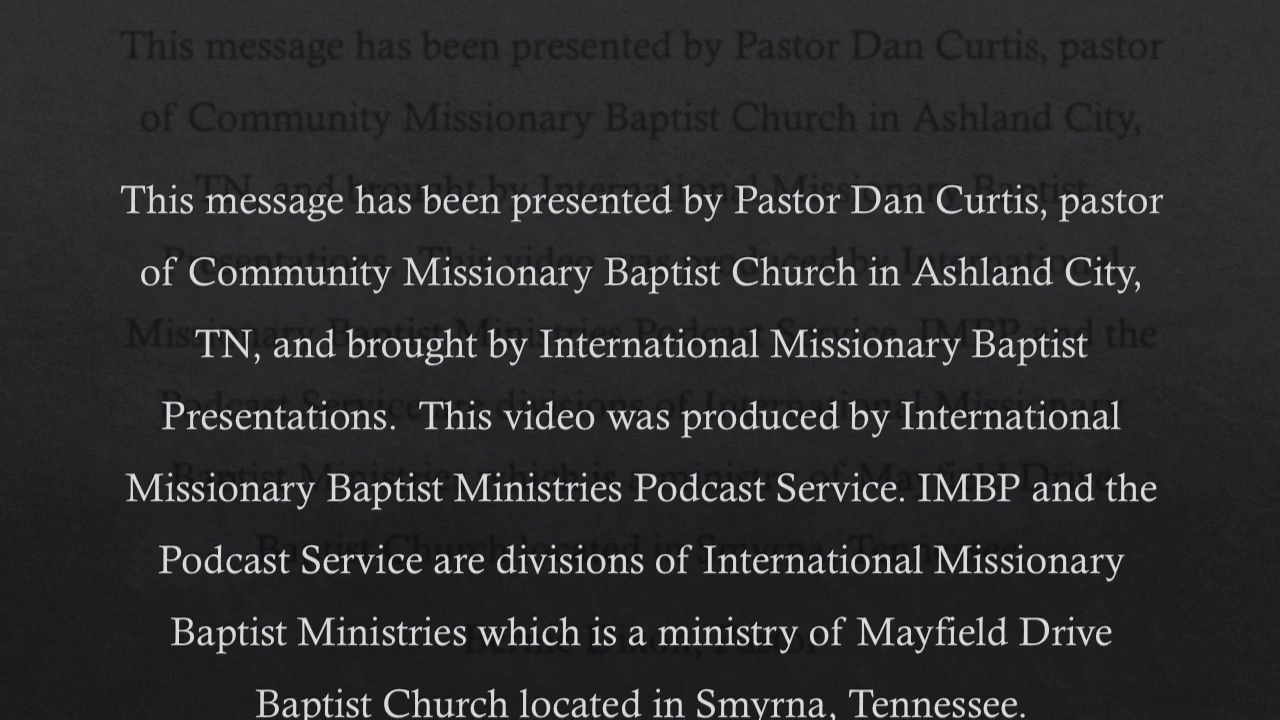 This message has been presented by Pastor Dan Curtis, pastor
of Community Missionary Baptist Church in Ashland City,
TN, and brought by International Missionary Baptist
Presentations.  This video was produced by International
Missionary Baptist Ministries Podcast Service. IMBP and the
Podcast Service are divisions of International Missionary
Baptist Ministries which is a ministry of Mayfield Drive
Baptist Church located in Smyrna, Tennessee.